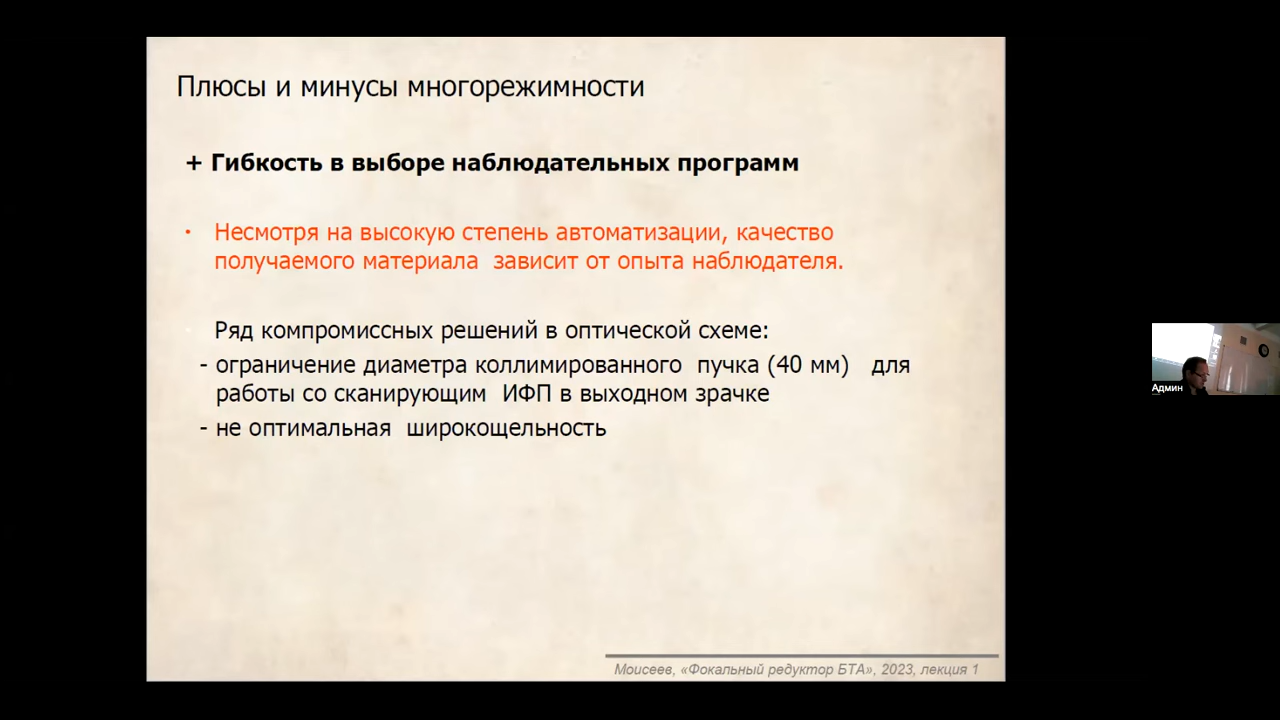 Плюсы и минусы многорежимности
+ Гибкость в выборе наблюдательных программ
• Несмотря на высокую степень автоматизации, качество
получаемого материала зависит от опыта наблюдателя.
Ряд компромиссных решений в оптической схеме:
- ограничение диаметра коллимированного пучка (40 мм) для
работы со сканирующим ИФП в выходном зрачке
- не оптимальная широкощельность
Моисеев, «Фокальный редуктор БТА», 2023, лекция 1
Админ